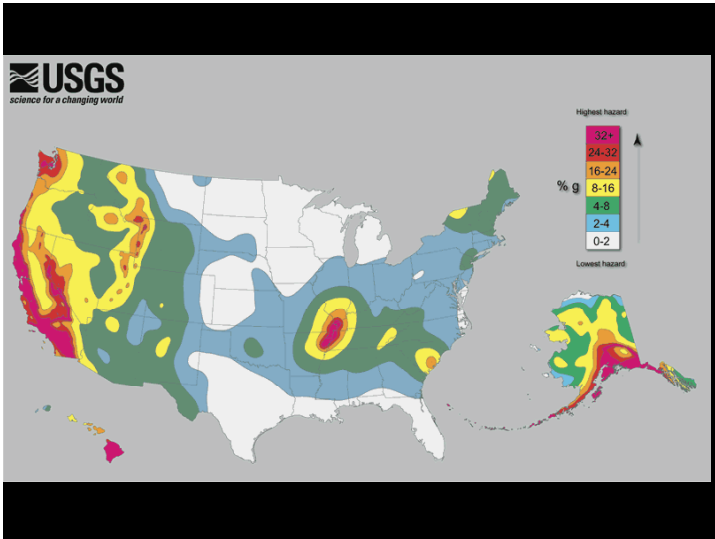 USGS
science for a changing world
Highest hazard
32+
24-32
16-24
% g
8-16
4-8
2-4
0-2
Lowest hazard